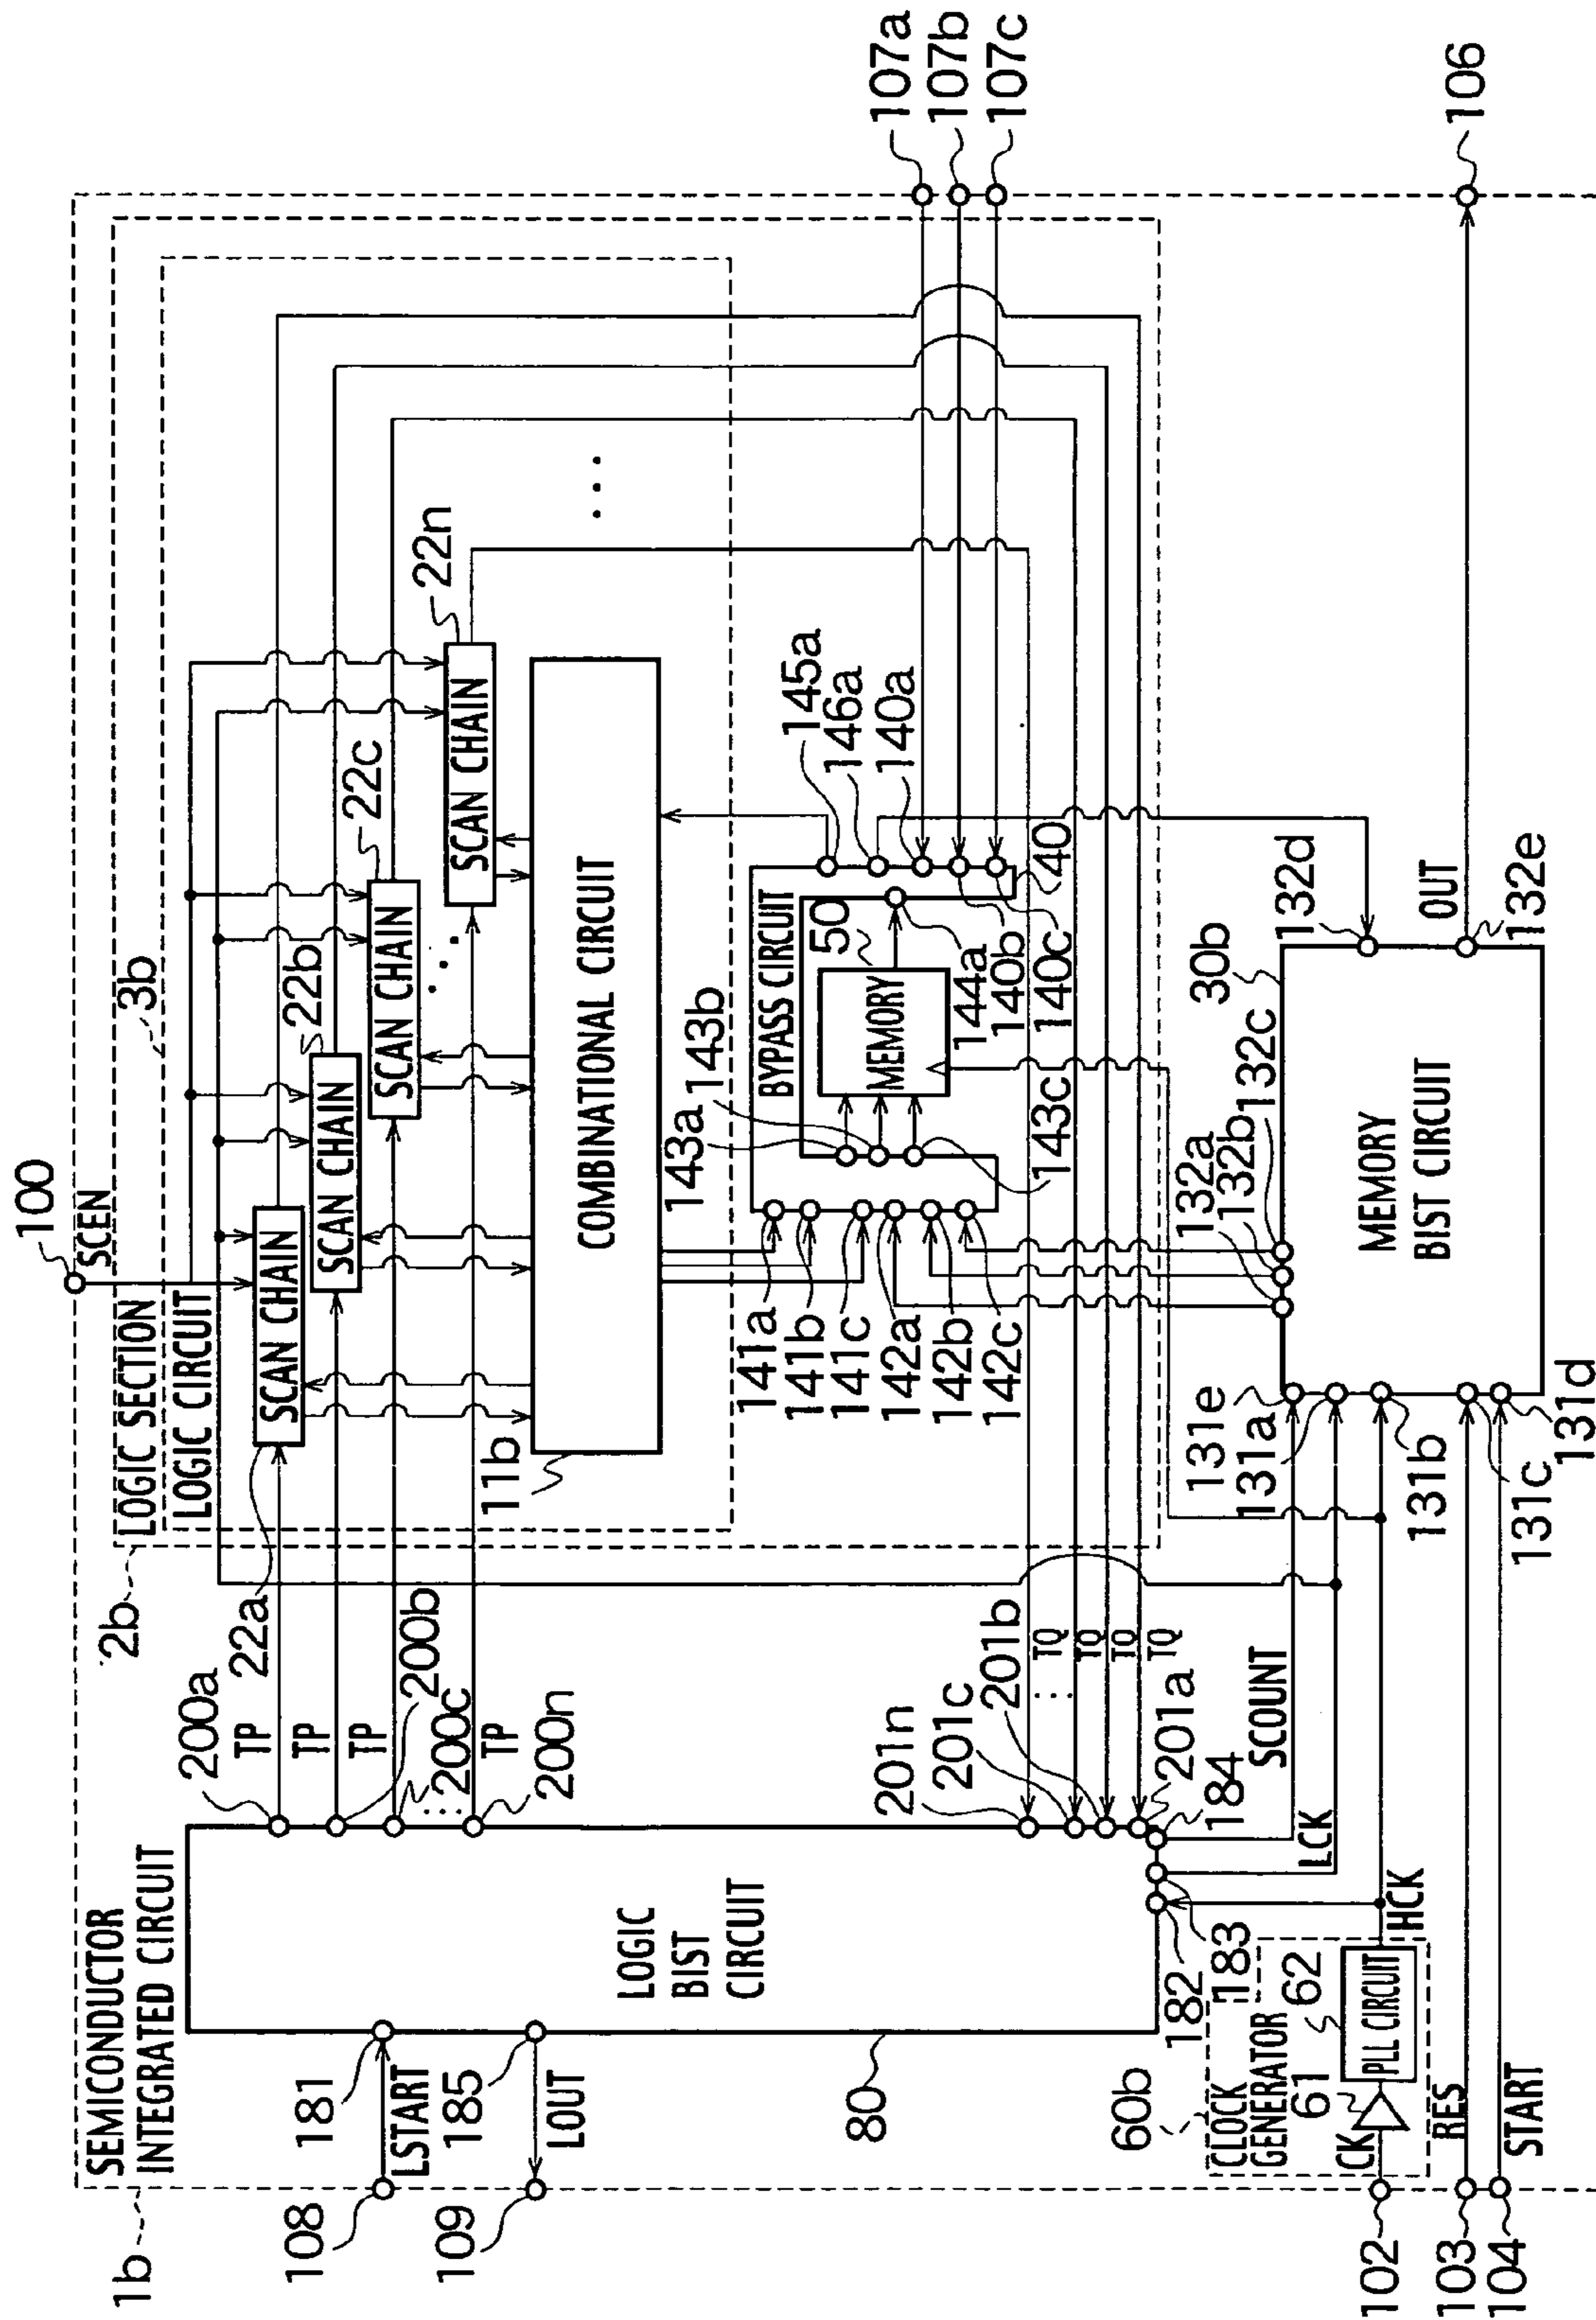 1b
SEMICONDUCTOR
INTEGRATED CIRCUIT
2b
LOGIC SECTION
3b
LOGIC CIRCUIT
100
SCEN
108
LSTART
181
109
LOUT
185
80
LOGIC
BIST
CIRCUIT
200a
TP
TP
200b
TP
200c
TP
200n
22a
SCAN CHAIN
22b
SCAN CHAIN
22c
SCAN CHAIN
22n
SCAN CHAIN
11b
COMBINATIONAL CIRCUIT
141a
141b
141c
142a
142b
142c
143a
143b
143c
BYPASS CIRCUIT
50
MEMORY
144a
145a
146a
140a
140b
140c
40
107a
107b
107c
201n
201c
201b
201a
TQ
TQ
TQ
TQ
184
SCOUNT
183
LCK
182
HCK
60b
CLOCK
GENERATOR
61
62
PLL CIRCUIT
CK
102
RES
103
START
104
131e
131a
131b
131c
131d
132a
132b
132c
30b
MEMORY
BIST CIRCUIT
132d
OUT
132e
106